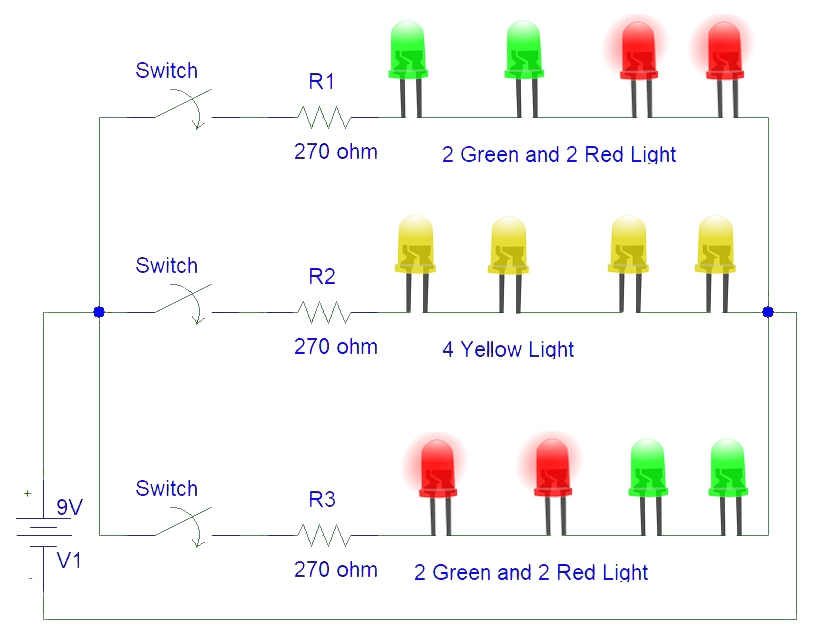 Switch
R1
270 ohm
2 Green and 2 Red Light
Switch
R2
270 ohm
4 Yellow Light
Switch
R3
270 ohm
2 Green and 2 Red Light
+
9V
V1
-